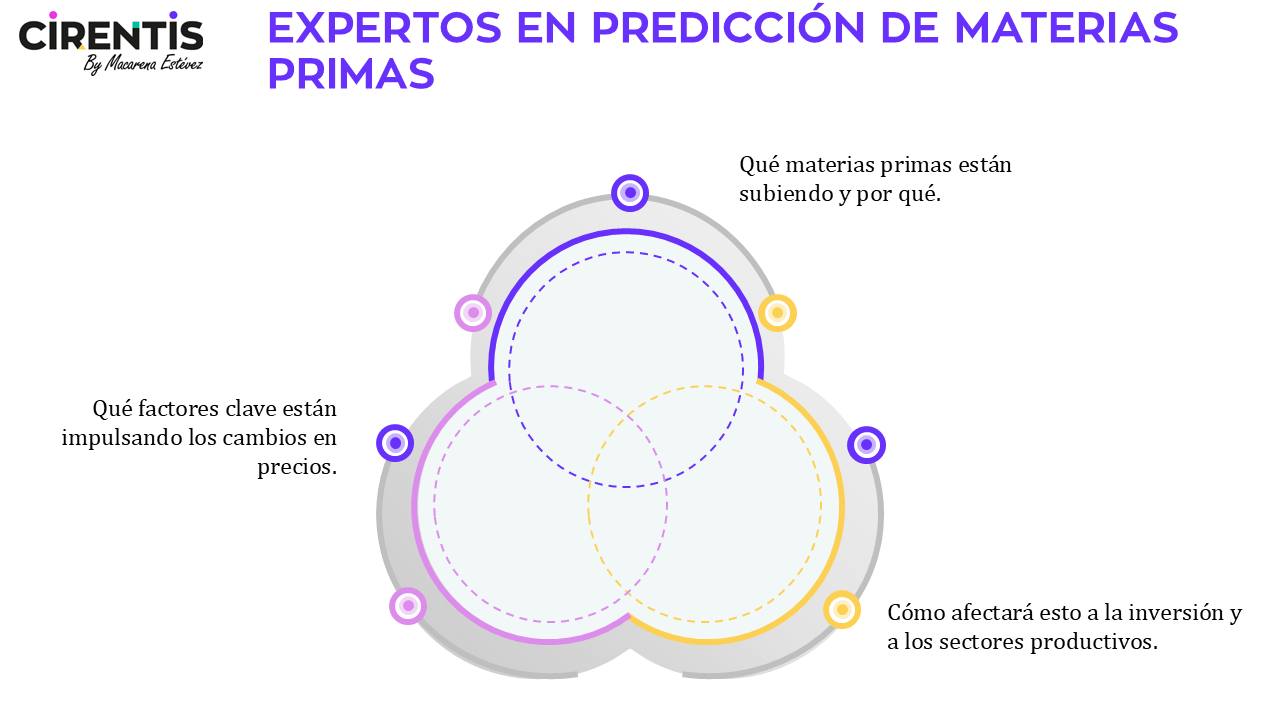 CIRENTIS
By Macarena Estévez
EXPERTOS EN PREDICCIÓN DE MATERIAS
PRIMAS
Qué materias primas están
subiendo y por qué.
Qué factores clave están
impulsando los cambios en
precios.
Cómo afectará esto a la inversión y
a los sectores productivos.